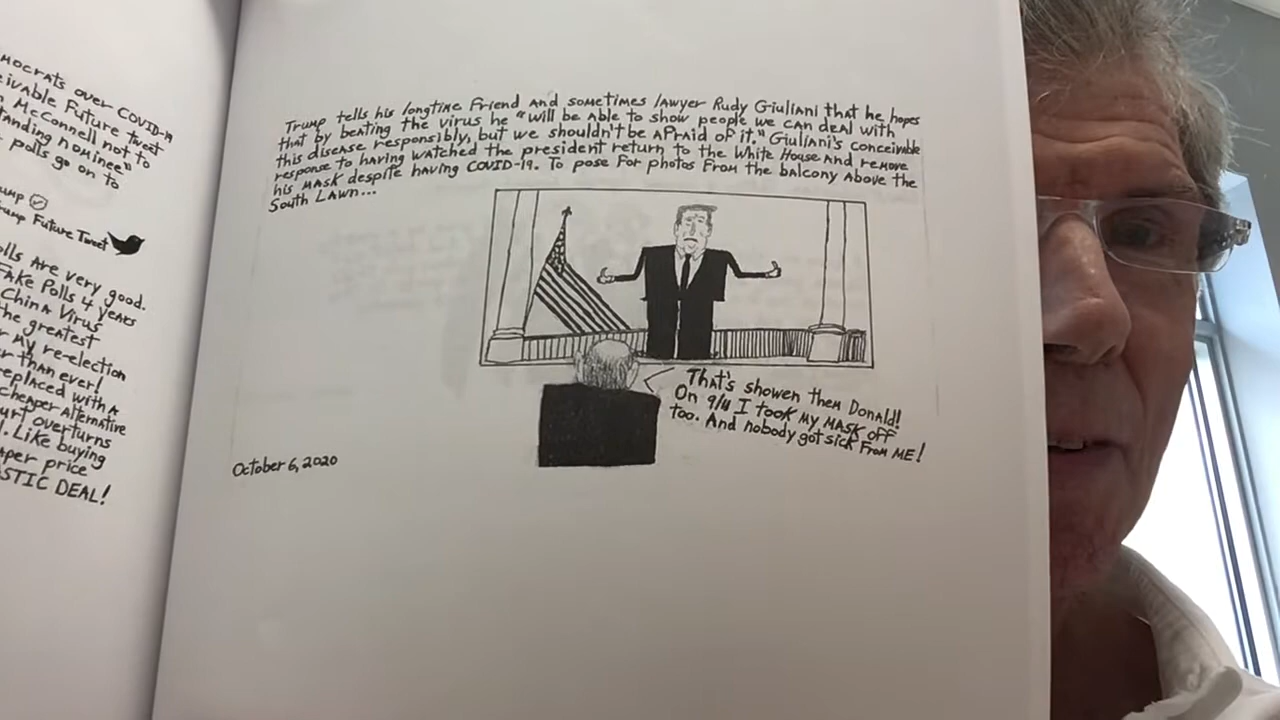 MOCRATS over COVID-19
eivable Future tweet
McConnell not to
tanding nominee"
polls go on to
ump
rump Future Tweet
olls Are very good.
FAKE Polls 4 years
China Virus
the greatest
r my re-election
r than ever!
replaced with A
cheaper Alternative
urt overturns
. Like buying
aper price
STIC DEAL!
Trump tells his longtime Friend And sometimes lawyer Rudy Giuliani that he hopes
that by beating the virus he "will be able to show people we can deal with
this disease responsibly, but we shouldn't be afraid of it." Giuliani's conceivable
response to having watched the president return to the White House And remove
his mask despite having COVID-19. To pose For photos From the balcony Above the
South Lawn...
That's showen them Donald!
On 9/11 I took my mask off
too. And nobody got sick From ME!
October 6, 2020